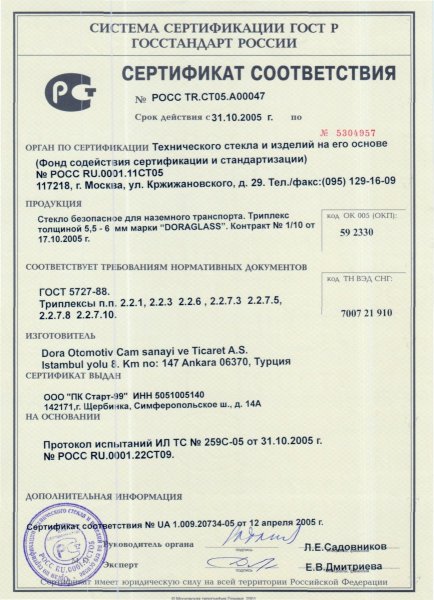 СИСТЕМА СЕРТИФИКАЦИИ ГОСТ Р
ГОССТАНДАРТ РОССИИ
СЕРТИФИКАТ СООТВЕТСТВИЯ
№ РОСС TR.СТ05.А00047
Срок действия с 31.10.2005 г. по
№ 5304957
ОРГАН ПО СЕРТИФИКАЦИИ Технического стекла и изделий на его основе
(Фонд содействия сертификации и стандартизации)
№ РОСС RU.0001.11СТ05
117218, г. Москва, ул. Кржижановского, д. 29. Тел./факс:(095) 129-16-09
ПРОДУКЦИЯ
Стекло безопасное для наземного транспорта. Триплекс
толщиной 5,5 - 6 мм марки “DORAGLASS”. Контракт № 1/10 от
17.10.2005 г.
код ОК 005 (ОКП):
59 2330
СООТВЕТСТВУЕТ ТРЕБОВАНИЯМ НОРМАТИВНЫХ ДОКУМЕНТОВ
ГОСТ 5727-88.
Триплексы п.п. 2.2.1, 2.2.3 2.2.6 , 2.2.7.3 2.2.7.5,
2.2.7.8 2.2.7.10.
код ТН ВЭД СНГ:
7007 21 910
ИЗГОТОВИТЕЛЬ
Dora Otomotiv Cam sanayi ve Ticaret A.S.
Istambul yolu 8. Km no: 147 Ankara 06370, Турция
СЕРТИФИКАТ ВЫДАН
ООО "ПК Старт-99" ИНН 5051005140
142171,г. Щербинка, Симферопольское ш., д. 14А
НА ОСНОВАНИИ
Протокол испытаний ИЛ ТС № 259С-05 от 31.10.2005 г.
№ РОСС RU.0001.22СТ09.
ДОПОЛНИТЕЛЬНАЯ ИНФОРМАЦИЯ
Сертификат соответствия № UA 1.009.20734-05 от 12 апреля 2005 г.
Руководитель органа
подпись
Л.Е.Садовников
Эксперт
подпись
Е.В.Дмитриева
РОСС RU.0001.11СТ05
Сертификат имеет юридическую силу на всей территории Российской Федерации